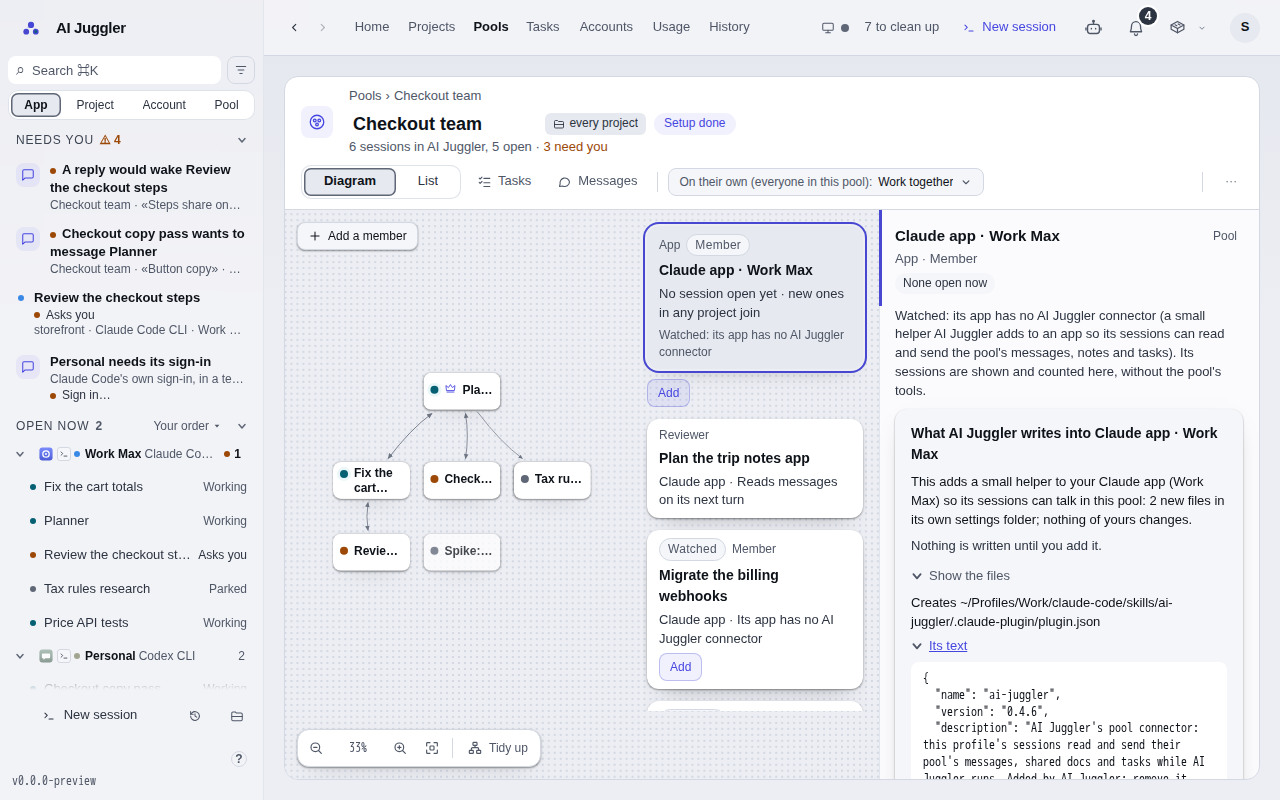 AI Juggler
Search ⌘K
App Project Account Pool
NEEDS YOU 4
A reply would wake Review the checkout steps
Checkout team · «Steps share on…
Checkout copy pass wants to message Planner
Checkout team · «Button copy» · …
Review the checkout steps
Asks you
storefront · Claude Code CLI · Work …
Personal needs its sign-in
Claude Code's own sign-in, in a te…
Sign in…
OPEN NOW 2 Your order
Work Max Claude Co… 1
Fix the cart totals Working
Planner Working
Review the checkout st… Asks you
Tax rules research Parked
Price API tests Working
Personal Codex CLI 2
Checkout copy pass Working
New session
?
v0.0.0-preview
Home Projects Pools Tasks Accounts Usage History
7 to clean up
New session
4
S
Pools › Checkout team
Checkout team
every project
Setup done
6 sessions in AI Juggler, 5 open · 3 need you
Diagram List Tasks Messages
On their own (everyone in this pool): Work together
Add a member
Pla…
Fix the cart…
Check…
Tax ru…
Revie…
Spike:…
33%
Tidy up
App Member
Claude app · Work Max
No session open yet · new ones in any project join
Watched: its app has no AI Juggler connector
Add
Reviewer
Plan the trip notes app
Claude app · Reads messages on its next turn
Watched Member
Migrate the billing webhooks
Claude app · Its app has no AI Juggler connector
Add
Claude app · Work Max Pool
App · Member
None open now
Watched: its app has no AI Juggler connector (a small
helper AI Juggler adds to an app so its sessions can read
and send the pool's messages, notes and tasks). Its
sessions are shown and counted here, without the pool's
tools.
What AI Juggler writes into Claude app · Work
Max
This adds a small helper to your Claude app (Work
Max) so its sessions can talk in this pool: 2 new files in
its own settings folder; nothing of yours changes.
Nothing is written until you add it.
Show the files
Creates ~/Profiles/Work/claude-code/skills/ai-
juggler/.claude-plugin/plugin.json
Its text
{
"name": "ai-juggler",
"version": "0.4.6",
"description": "AI Juggler's pool connector:
this profile's sessions read and send their
pool's messages, shared docs and tasks while AI
Juggler runs. Added by AI Juggler; remove it